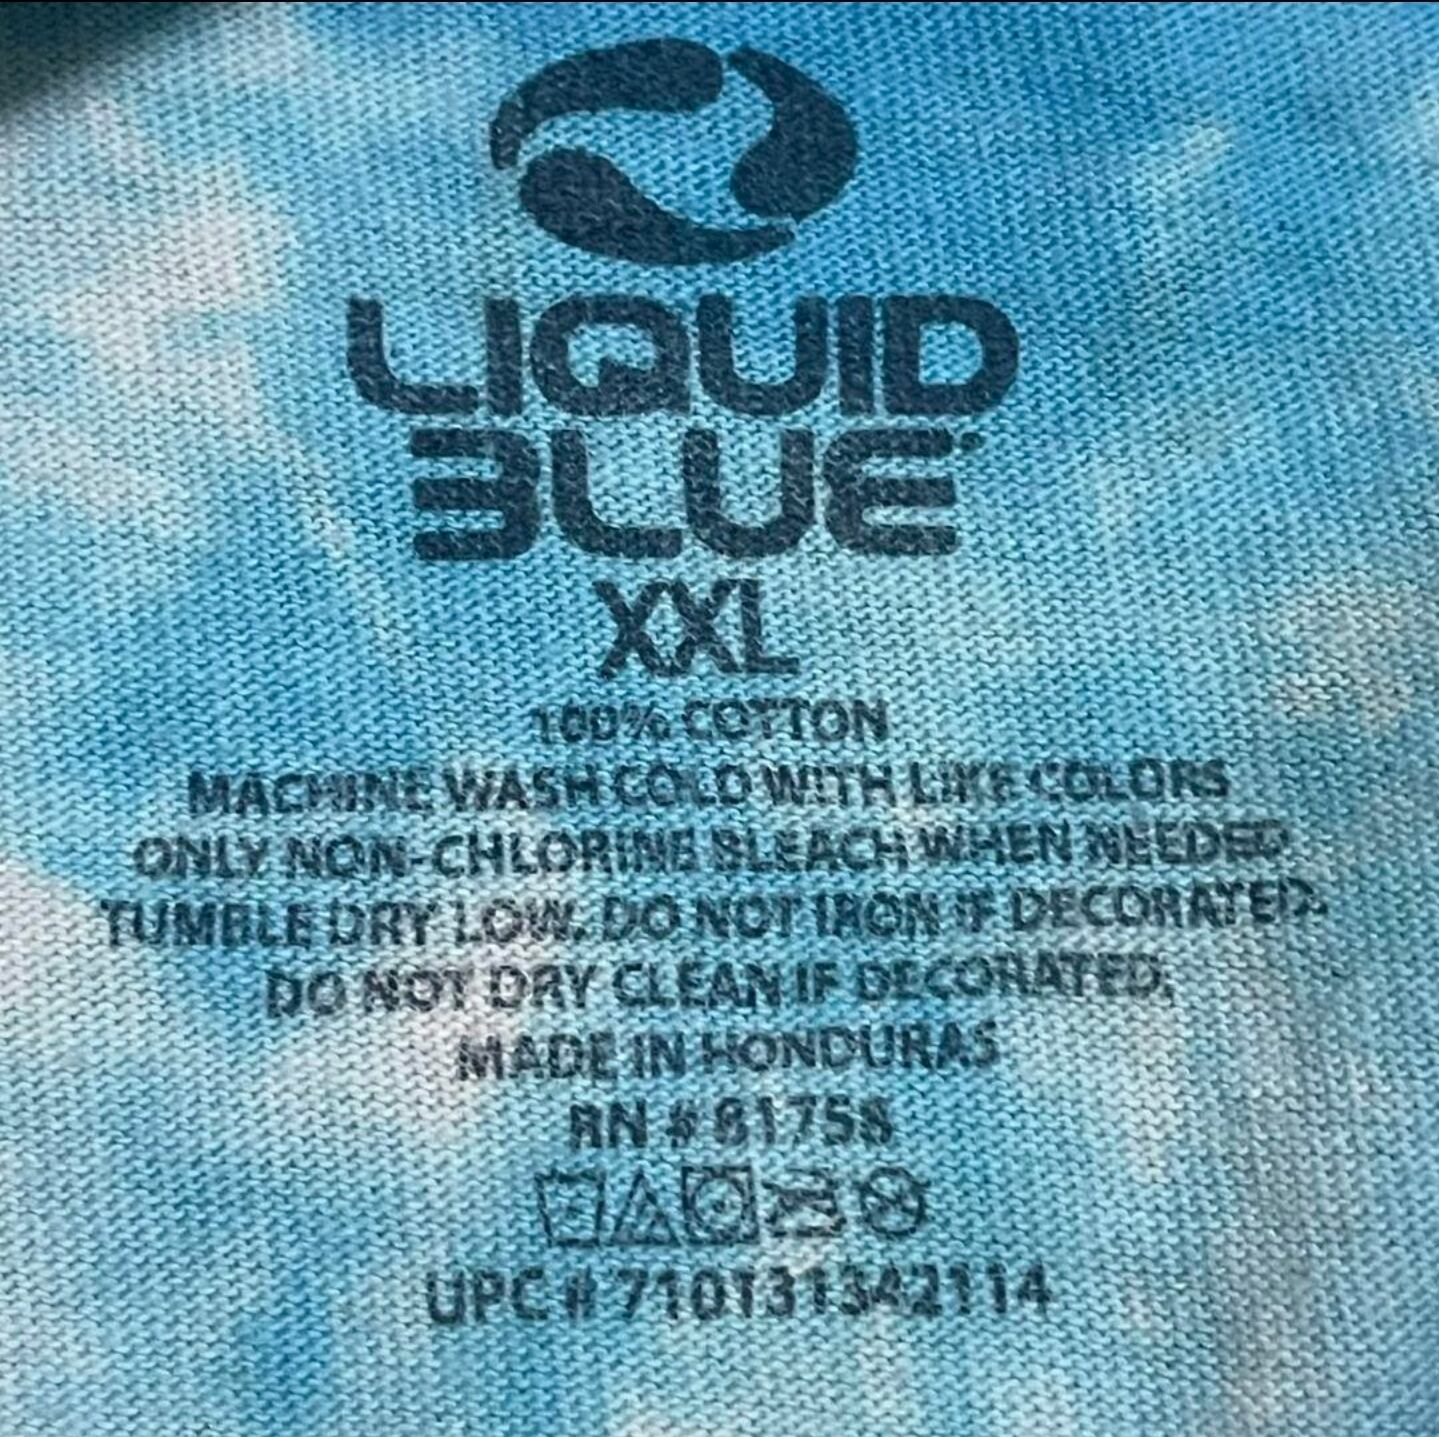 LIQUID
BLUE®
XXL
100% COTTON
MACHINE WASH COLD WITH LIKE COLORS
ONLY NON-CHLORINE BLEACH WHEN NEEDED
TUMBLE DRY LOW. DO NOT IRON IF DECORATED.
DO NOT DRY CLEAN IF DECORATED.
MADE IN HONDURAS
RN # 81758
UPC # 710131342114